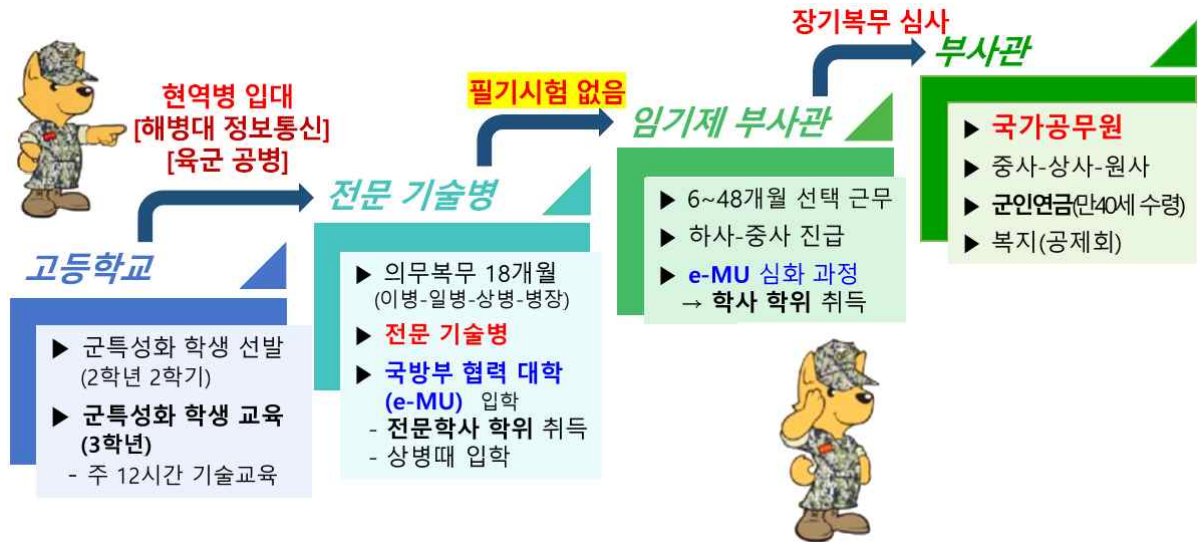 고등학교
▶ 군특성화 학생 선발
(2학년 2학기)
▶ 군특성화 학생 교육
(3학년)
- 주 12시간 기술교육
현역병 입대
[해병대 정보통신]
[육군 공병]
전문 기술병
▶ 의무복무 18개월
(이병-일병-상병-병장)
▶ 전문 기술병
▶ 국방부 협력 대학
(e-MU) 입학
- 전문학사 학위 취득
- 상병때 입학
필기시험 없음
임기제 부사관
▶ 6~48개월 선택 근무
▶ 하사-중사 진급
▶ e-MU 심화 과정
→ 학사 학위 취득
장기복무 심사
부사관
▶ 국가공무원
▶ 중사-상사-원사
▶ 군인연금(만40세 수령)
▶ 복지(공제회)